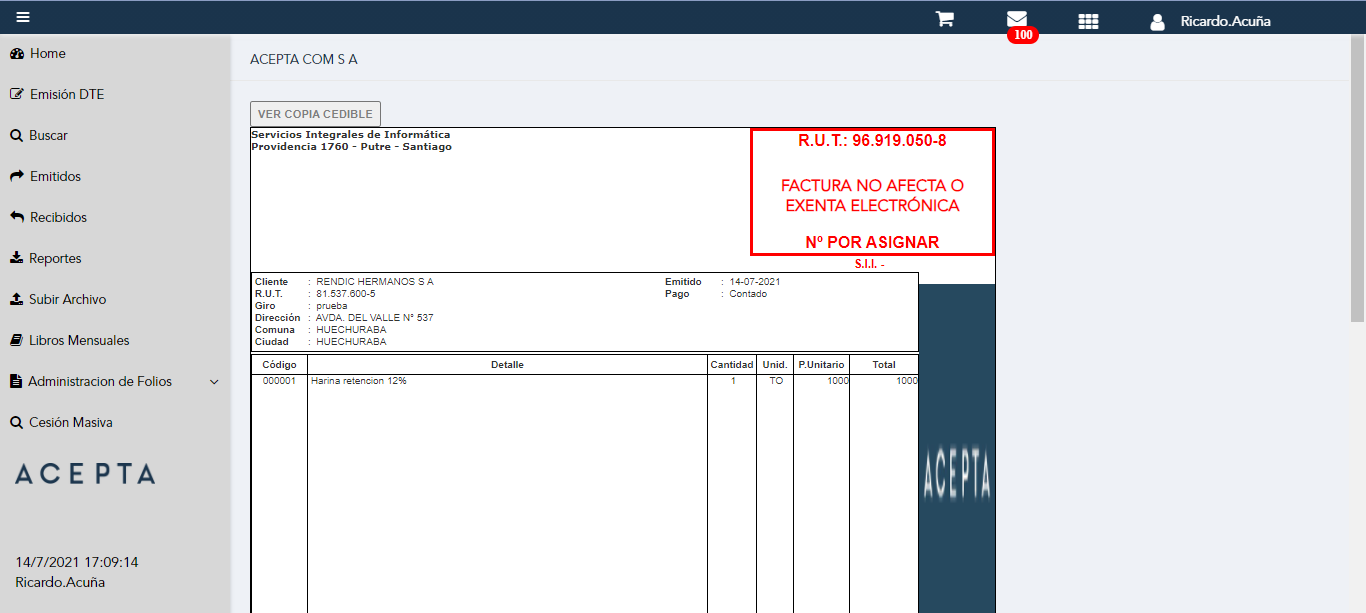 Ricardo.Acuña
100
Home
Emisión DTE
Buscar
Emitidos
Recibidos
Reportes
Subir Archivo
Libros Mensuales
Administracion de Folios
Cesión Masiva
ACEPTA
14/7/2021 17:09:14
Ricardo.Acuña
ACEPTA COM S A
VER COPIA CEDIBLE
Servicios Integrales de Informática
Providencia 1760 - Putre - Santiago
R.U.T.: 96.919.050-8
FACTURA NO AFECTA O
EXENTA ELECTRÓNICA
Nº POR ASIGNAR
S.I.I. -
Cliente : RENDIC HERMANOS S A Emitido : 14-07-2021
R.U.T. : 81.537.600-5 Pago : Contado
Giro : prueba
Dirección : AVDA. DEL VALLE N° 537
Comuna : HUECHURABA
Ciudad : HUECHURABA
Código Detalle Cantidad Unid. P.Unitario Total
000001 Harina retencion 12% 1 TO 1000 1000
ACEPTA